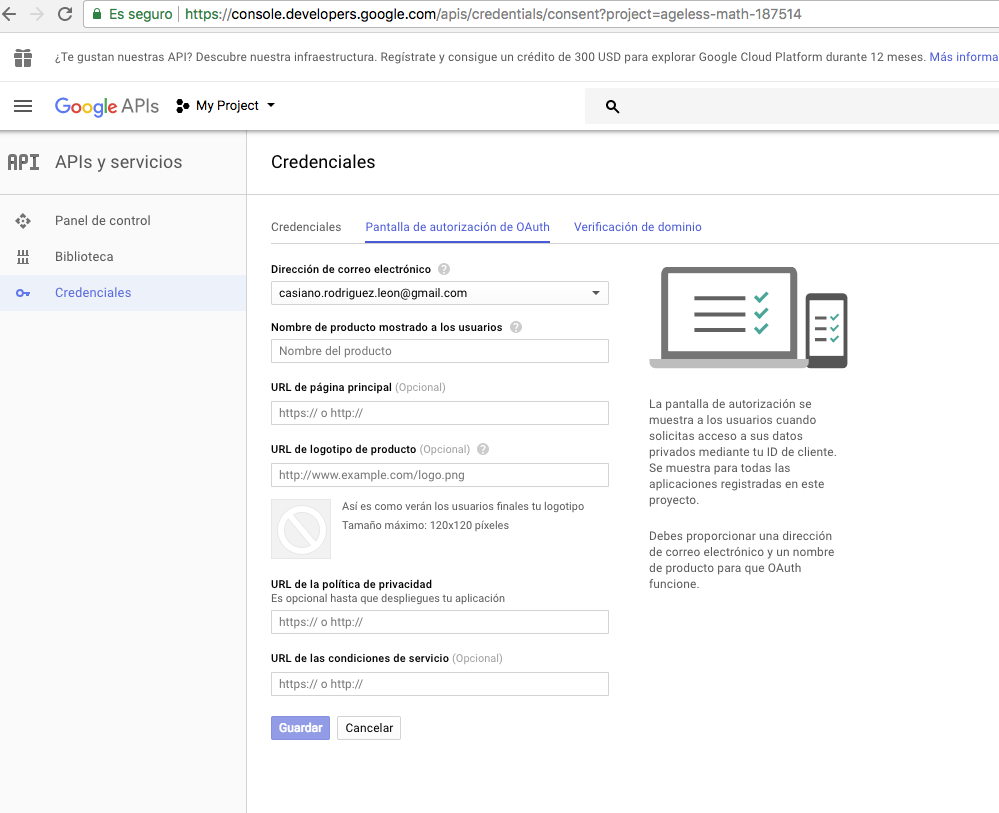 Es seguro | https://console.developers.google.com/apis/credentials/consent?project=ageless-math-187514
¿Te gustan nuestras API? Descubre nuestra infraestructura. Regístrate y consigue un crédito de 300 USD para explorar Google Cloud Platform durante 12 meses. Más informa
Google APIs My Project
API APIs y servicios
Credenciales
Panel de control
Biblioteca
Credenciales
Credenciales Pantalla de autorización de OAuth Verificación de dominio
Dirección de correo electrónico ?
casiano.rodriguez.leon@gmail.com
Nombre de producto mostrado a los usuarios ?
Nombre del producto
URL de página principal (Opcional)
https:// o http://
URL de logotipo de producto (Opcional) ?
http://www.example.com/logo.png
Así es como verán los usuarios finales tu logotipo
Tamaño máximo: 120x120 píxeles
URL de la política de privacidad
Es opcional hasta que despliegues tu aplicación
https:// o http://
URL de las condiciones de servicio (Opcional)
https:// o http://
Guardar Cancelar
La pantalla de autorización se
muestra a los usuarios cuando
solicitas acceso a sus datos
privados mediante tu ID de cliente.
Se muestra para todas las
aplicaciones registradas en este
proyecto.
Debes proporcionar una dirección
de correo electrónico y un nombre
de producto para que OAuth
funcione.